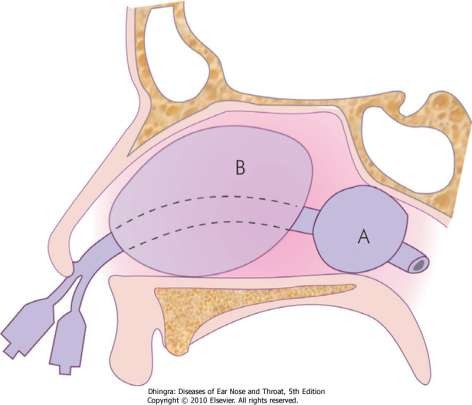 B
A
Dhingra: Diseases of Ear Nose and Throat, 5th Edition
Copyright © 2010 Elsevier. All rights reserved.